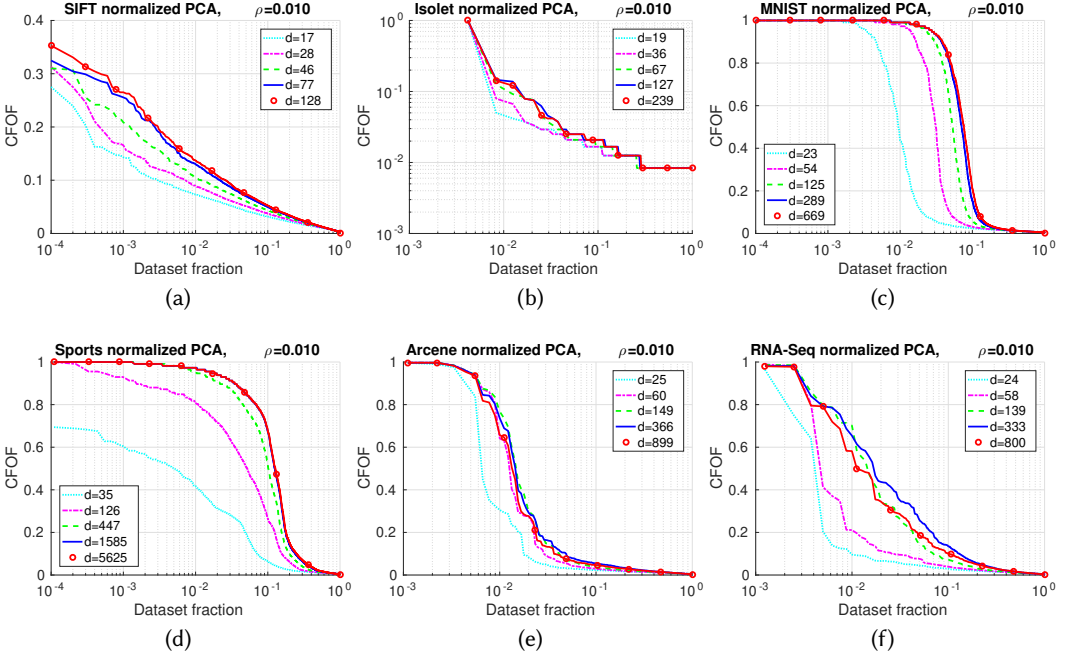 SIFT normalized PCA, ρ=0.010
CFOF
0.4
0.3
0.2
0.1
0
d=17
d=28
d=46
d=77
d=128
10^-4 10^-3 10^-2 10^-1 10^0
Dataset fraction
(a)
Isolet normalized PCA, ρ=0.010
CFOF
10^0
10^-1
10^-2
10^-3
d=19
d=36
d=67
d=127
d=239
10^-2 10^-1 10^0
Dataset fraction
(b)
MNIST normalized PCA, ρ=0.010
CFOF
1
0.8
0.6
0.4
0.2
0
d=23
d=54
d=125
d=289
d=669
10^-4 10^-3 10^-2 10^-1 10^0
Dataset fraction
(c)
Sports normalized PCA, ρ=0.010
CFOF
1
0.8
0.6
0.4
0.2
0
d=35
d=126
d=447
d=1585
d=5625
10^-4 10^-3 10^-2 10^-1 10^0
Dataset fraction
(d)
Arcene normalized PCA, ρ=0.010
CFOF
1
0.8
0.6
0.4
0.2
0
d=25
d=60
d=149
d=366
d=899
10^-2 10^-1 10^0
Dataset fraction
(e)
RNA-Seq normalized PCA, ρ=0.010
CFOF
1
0.8
0.6
0.4
0.2
0
d=24
d=58
d=139
d=333
d=800
10^-3 10^-2 10^-1 10^0
Dataset fraction
(f)